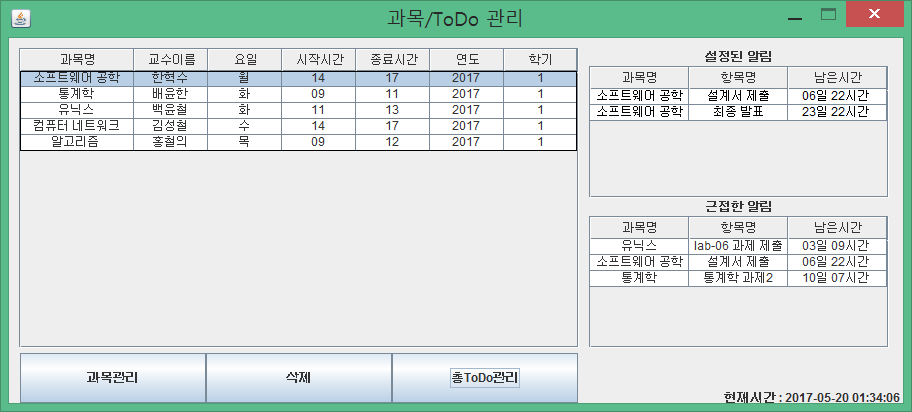 과목/ToDo 관리
과목명 교수이름 요일 시작시간 종료시간 연도 학기
소프트웨어 공학 한혁수 월 14 17 2017 1
통계학 배윤한 화 09 11 2017 1
유닉스 백윤철 화 11 13 2017 1
컴퓨터 네트워크 김성철 수 14 17 2017 1
알고리즘 홍철의 목 09 12 2017 1
과목관리 삭제 총ToDo관리
설정된 알림
과목명 항목명 남은시간
소프트웨어 공학 설계서 제출 06일 22시간
소프트웨어 공학 최종 발표 23일 22시간
근접한 알림
과목명 항목명 남은시간
유닉스 lab-06 과제 제출 03일 09시간
소프트웨어 공학 설계서 제출 06일 22시간
통계학 통계학 과제2 10일 07시간
현재시간 : 2017-05-20 01:34:06